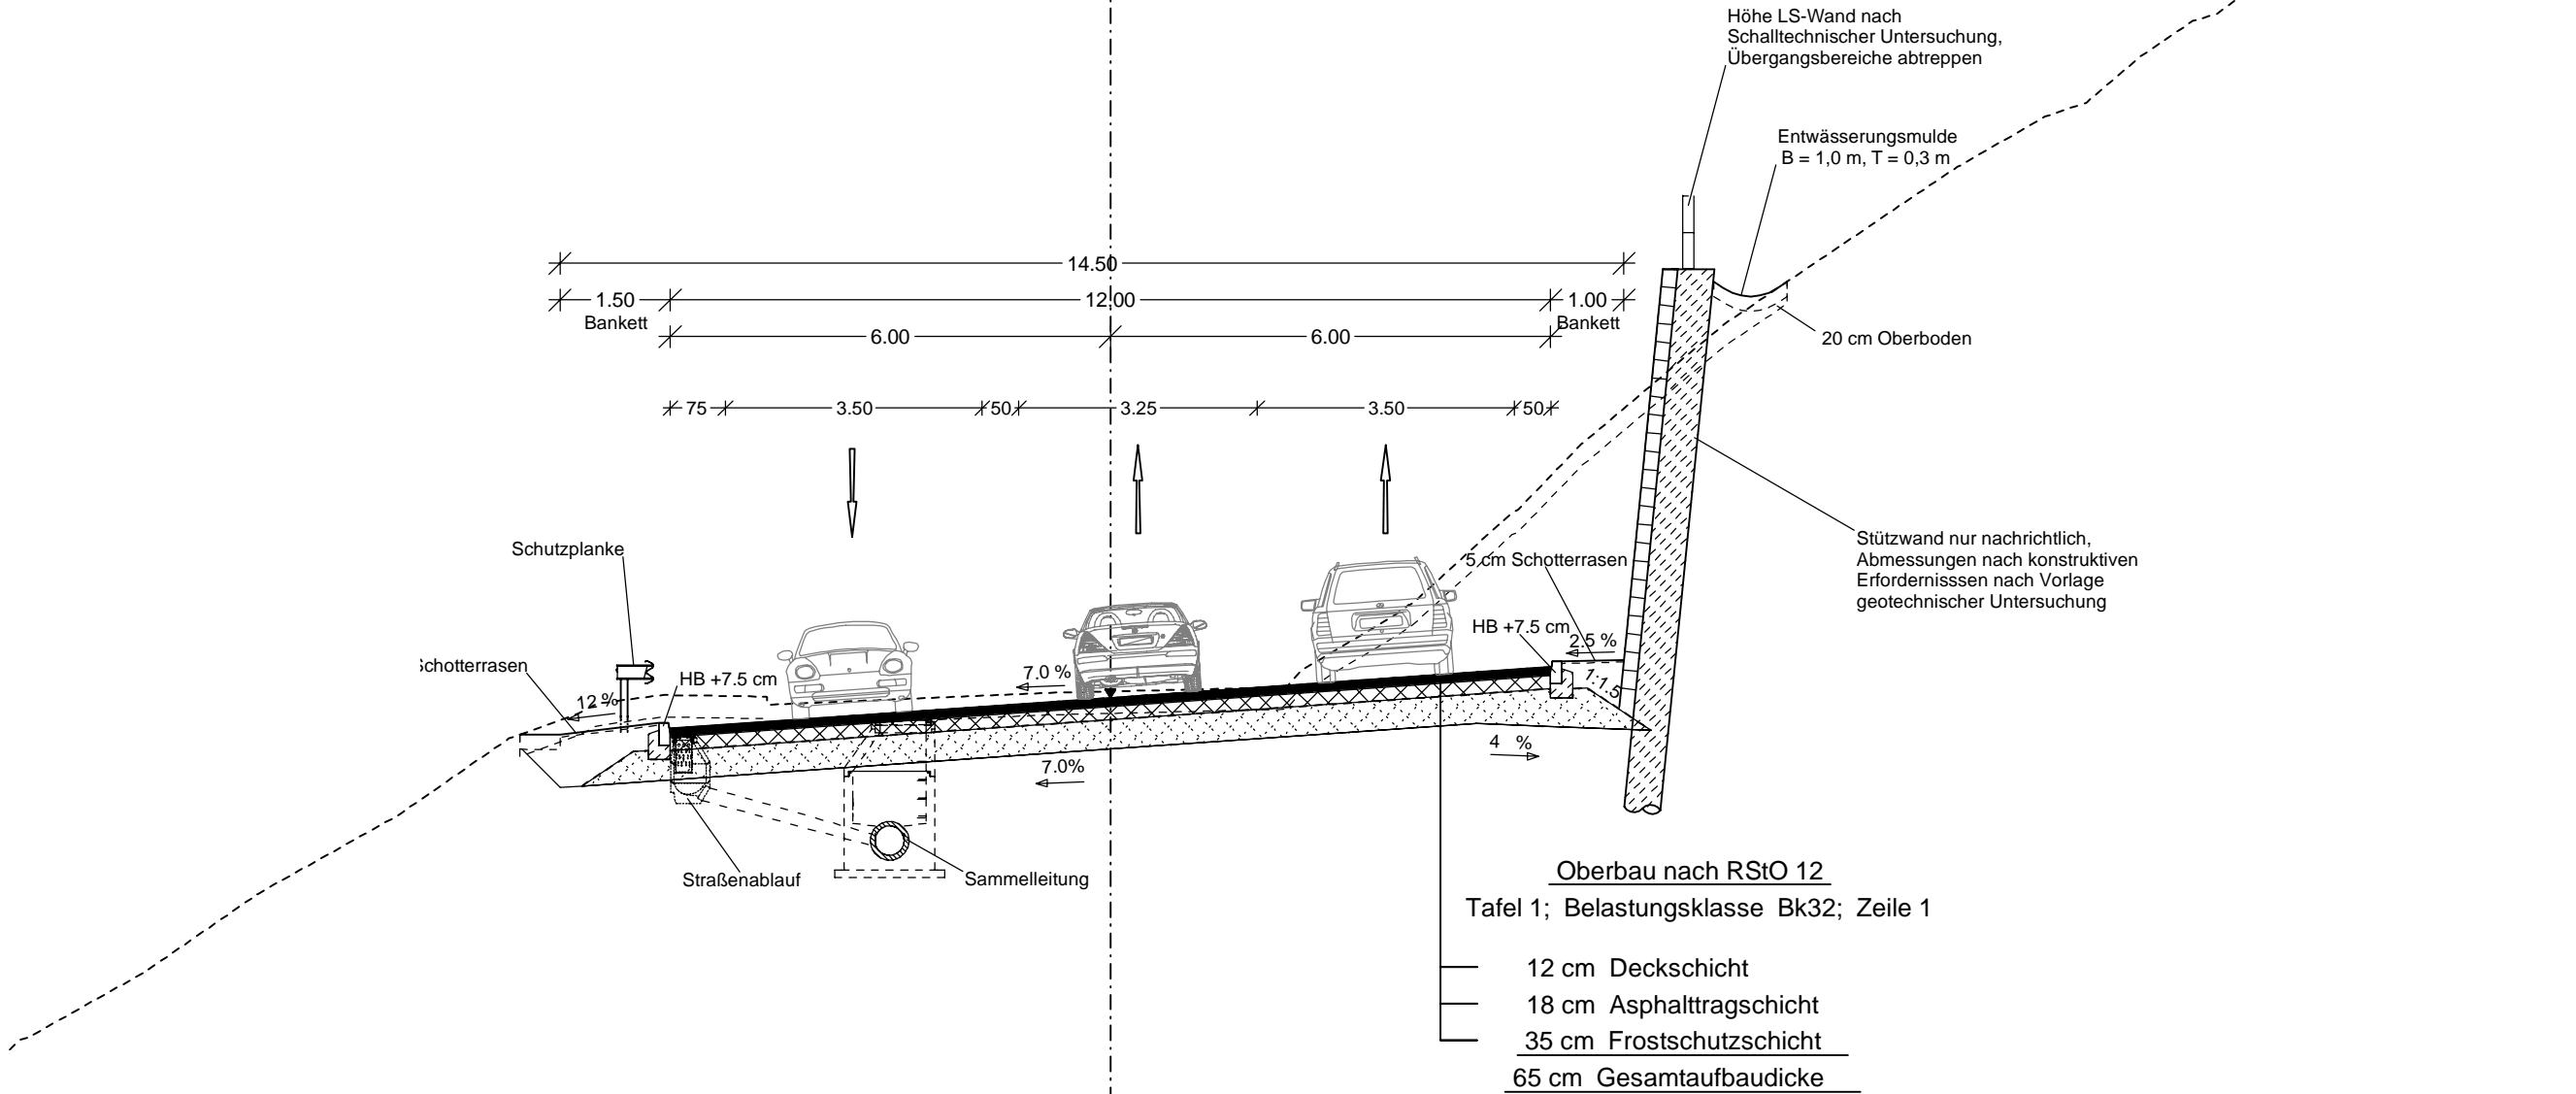 Höhe LS-Wand nach
Schalltechnischer Untersuchung,
Übergangsbereiche abtreppen
Entwässerungsmulde
B = 1,0 m, T = 0,3 m
14.50
1.50
12.00
1.00
Bankett
Bankett
6.00
6.00
20 cm Oberboden
75
3.50
50
3.25
3.50
50
Stützwand nur nachrichtlich,
Abmessungen nach konstruktiven
Erfordernisssen nach Vorlage
geotechnischer Untersuchung
Schutzplanke
5 cm Schotterrasen
HB +7.5 cm
2.5 %
Schotterrasen
HB +7.5 cm
7.0 %
1:1.5
12 %
4 %
7.0%
Straßenablauf
Sammelleitung
Oberbau nach RStO 12
Tafel 1; Belastungsklasse Bk32; Zeile 1
12 cm Deckschicht
18 cm Asphalttragschicht
35 cm Frostschutzschicht
65 cm Gesamtaufbaudicke